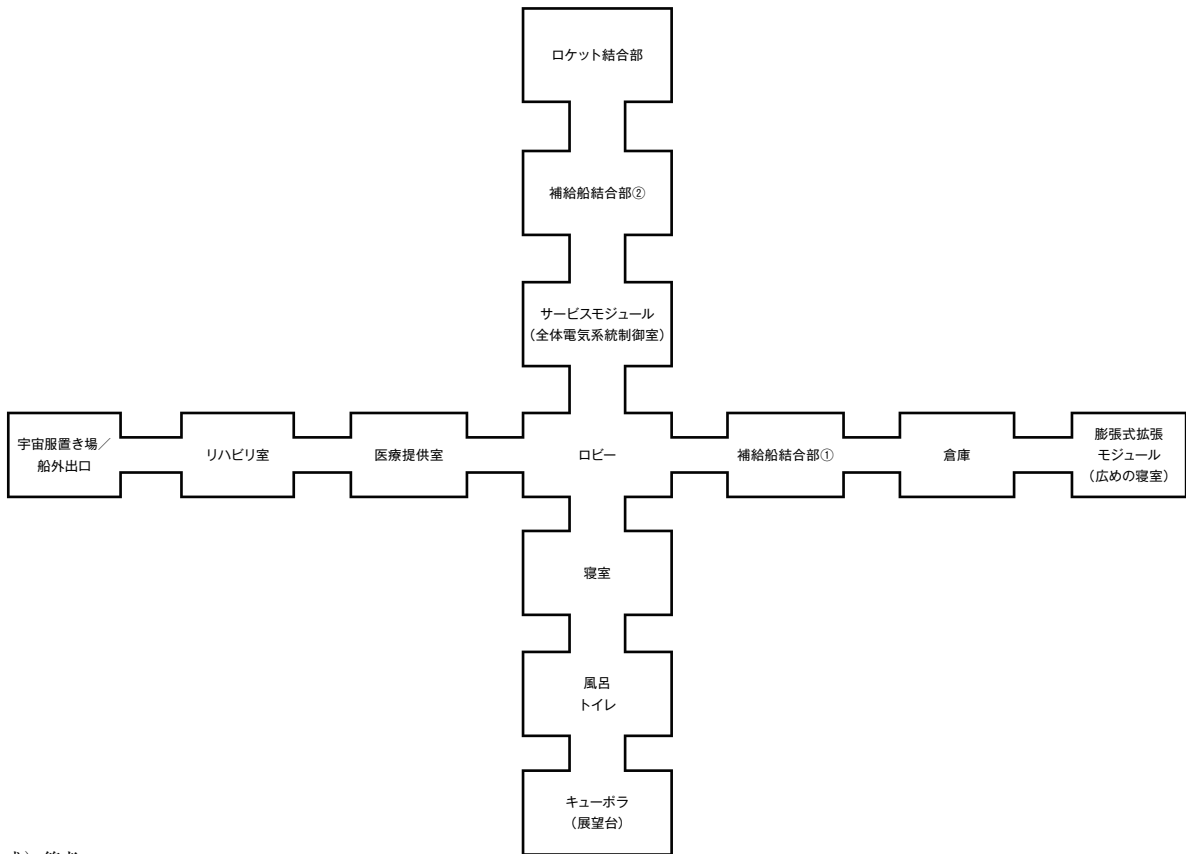 ロケット結合部
補給船結合部②
サービスモジュール
（全体電気系統制御室）
宇宙服置き場／
船外出口
リハビリ室
医療提供室
ロビー
補給船結合部①
倉庫
膨張式拡張
モジュール
（広めの寝室）
寝室
風呂
トイレ
キューポラ
（展望台）